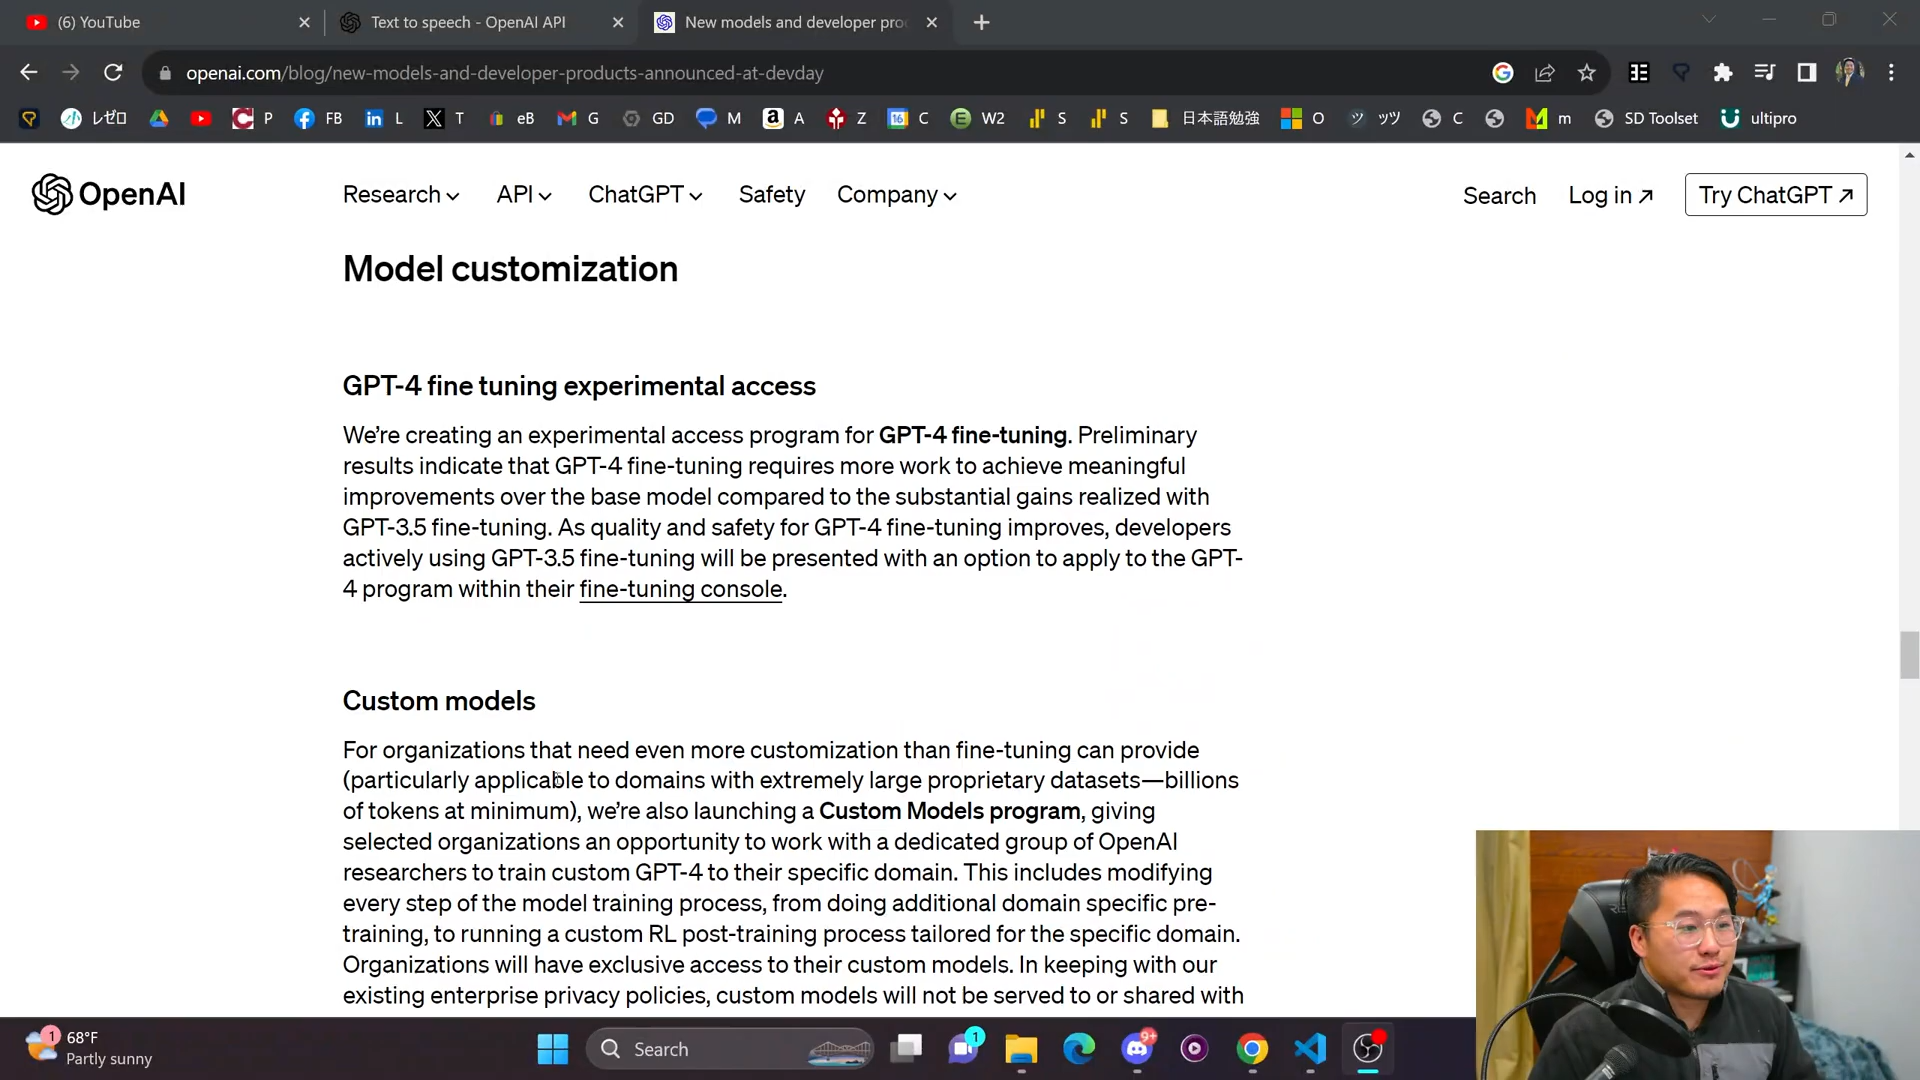 (6) YouTube
Text to speech - OpenAI API
New models and developer pro
openai.com/blog/new-models-and-developer-products-announced-at-devday
レゼロ
P
FB
L
T
eB
G
GD
M
A
Z
16
C
W2
S
S
日本語勉強
O
ッツ
C
m
SD Toolset
ultipro
OpenAI
Research
API
ChatGPT
Safety
Company
Search
Log in ↗
Try ChatGPT ↗
Model customization
GPT-4 fine tuning experimental access
We’re creating an experimental access program for GPT-4 fine-tuning. Preliminary
results indicate that GPT-4 fine-tuning requires more work to achieve meaningful
improvements over the base model compared to the substantial gains realized with
GPT-3.5 fine-tuning. As quality and safety for GPT-4 fine-tuning improves, developers
actively using GPT-3.5 fine-tuning will be presented with an option to apply to the GPT-
4 program within their fine-tuning console.
Custom models
For organizations that need even more customization than fine-tuning can provide
(particularly applicable to domains with extremely large proprietary datasets—billions
of tokens at minimum), we’re also launching a Custom Models program, giving
selected organizations an opportunity to work with a dedicated group of OpenAI
researchers to train custom GPT-4 to their specific domain. This includes modifying
every step of the model training process, from doing additional domain specific pre-
training, to running a custom RL post-training process tailored for the specific domain.
Organizations will have exclusive access to their custom models. In keeping with our
existing enterprise privacy policies, custom models will not be served to or shared with
1
68°F
Partly sunny
Search
1
9+